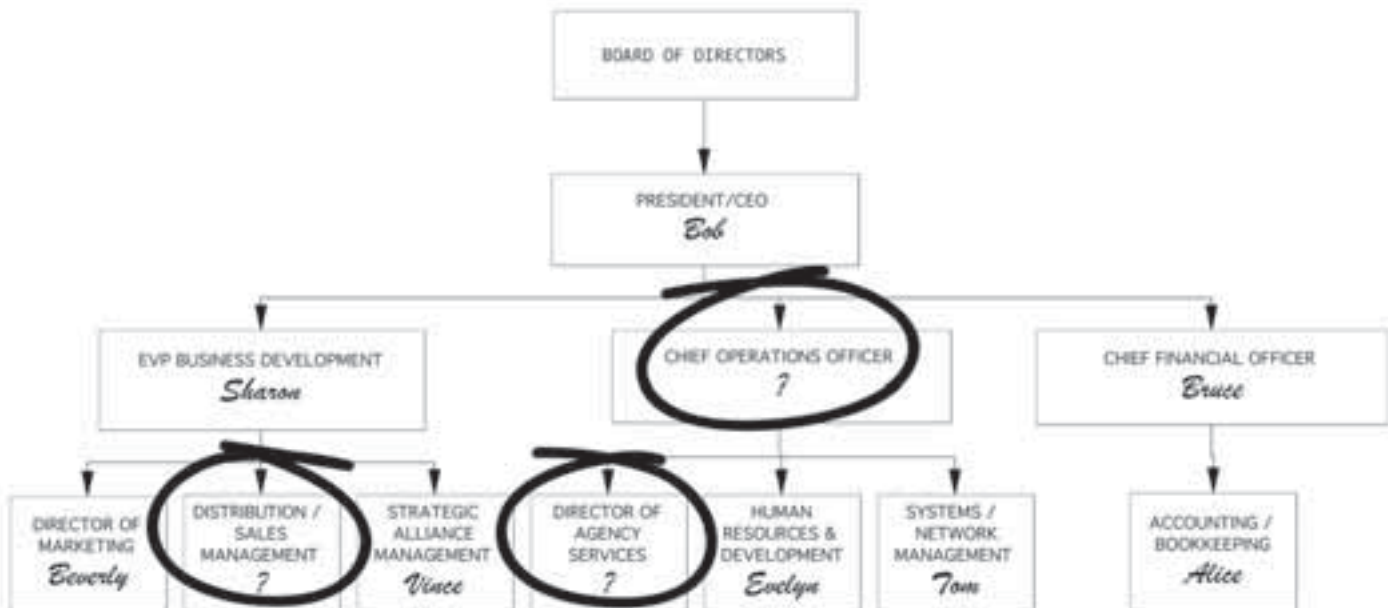 BOARD OF DIRECTORS
PRESIDENT/CEO
Bob
EVP BUSINESS DEVELOPMENT
Sharon
CHIEF OPERATIONS OFFICER
?
CHIEF FINANCIAL OFFICER
Bruce
DIRECTOR OF
MARKETING
Beverly
DISTRIBUTION /
SALES
MANAGEMENT
?
STRATEGIC
ALLIANCE
MANAGEMENT
Vince
DIRECTOR OF
AGENCY
SERVICES
?
HUMAN
RESOURCES &
DEVELOPMENT
Evelyn
SYSTEMS /
NETWORK
MANAGEMENT
Tom
ACCOUNTING /
BOOKKEEPING
Alice